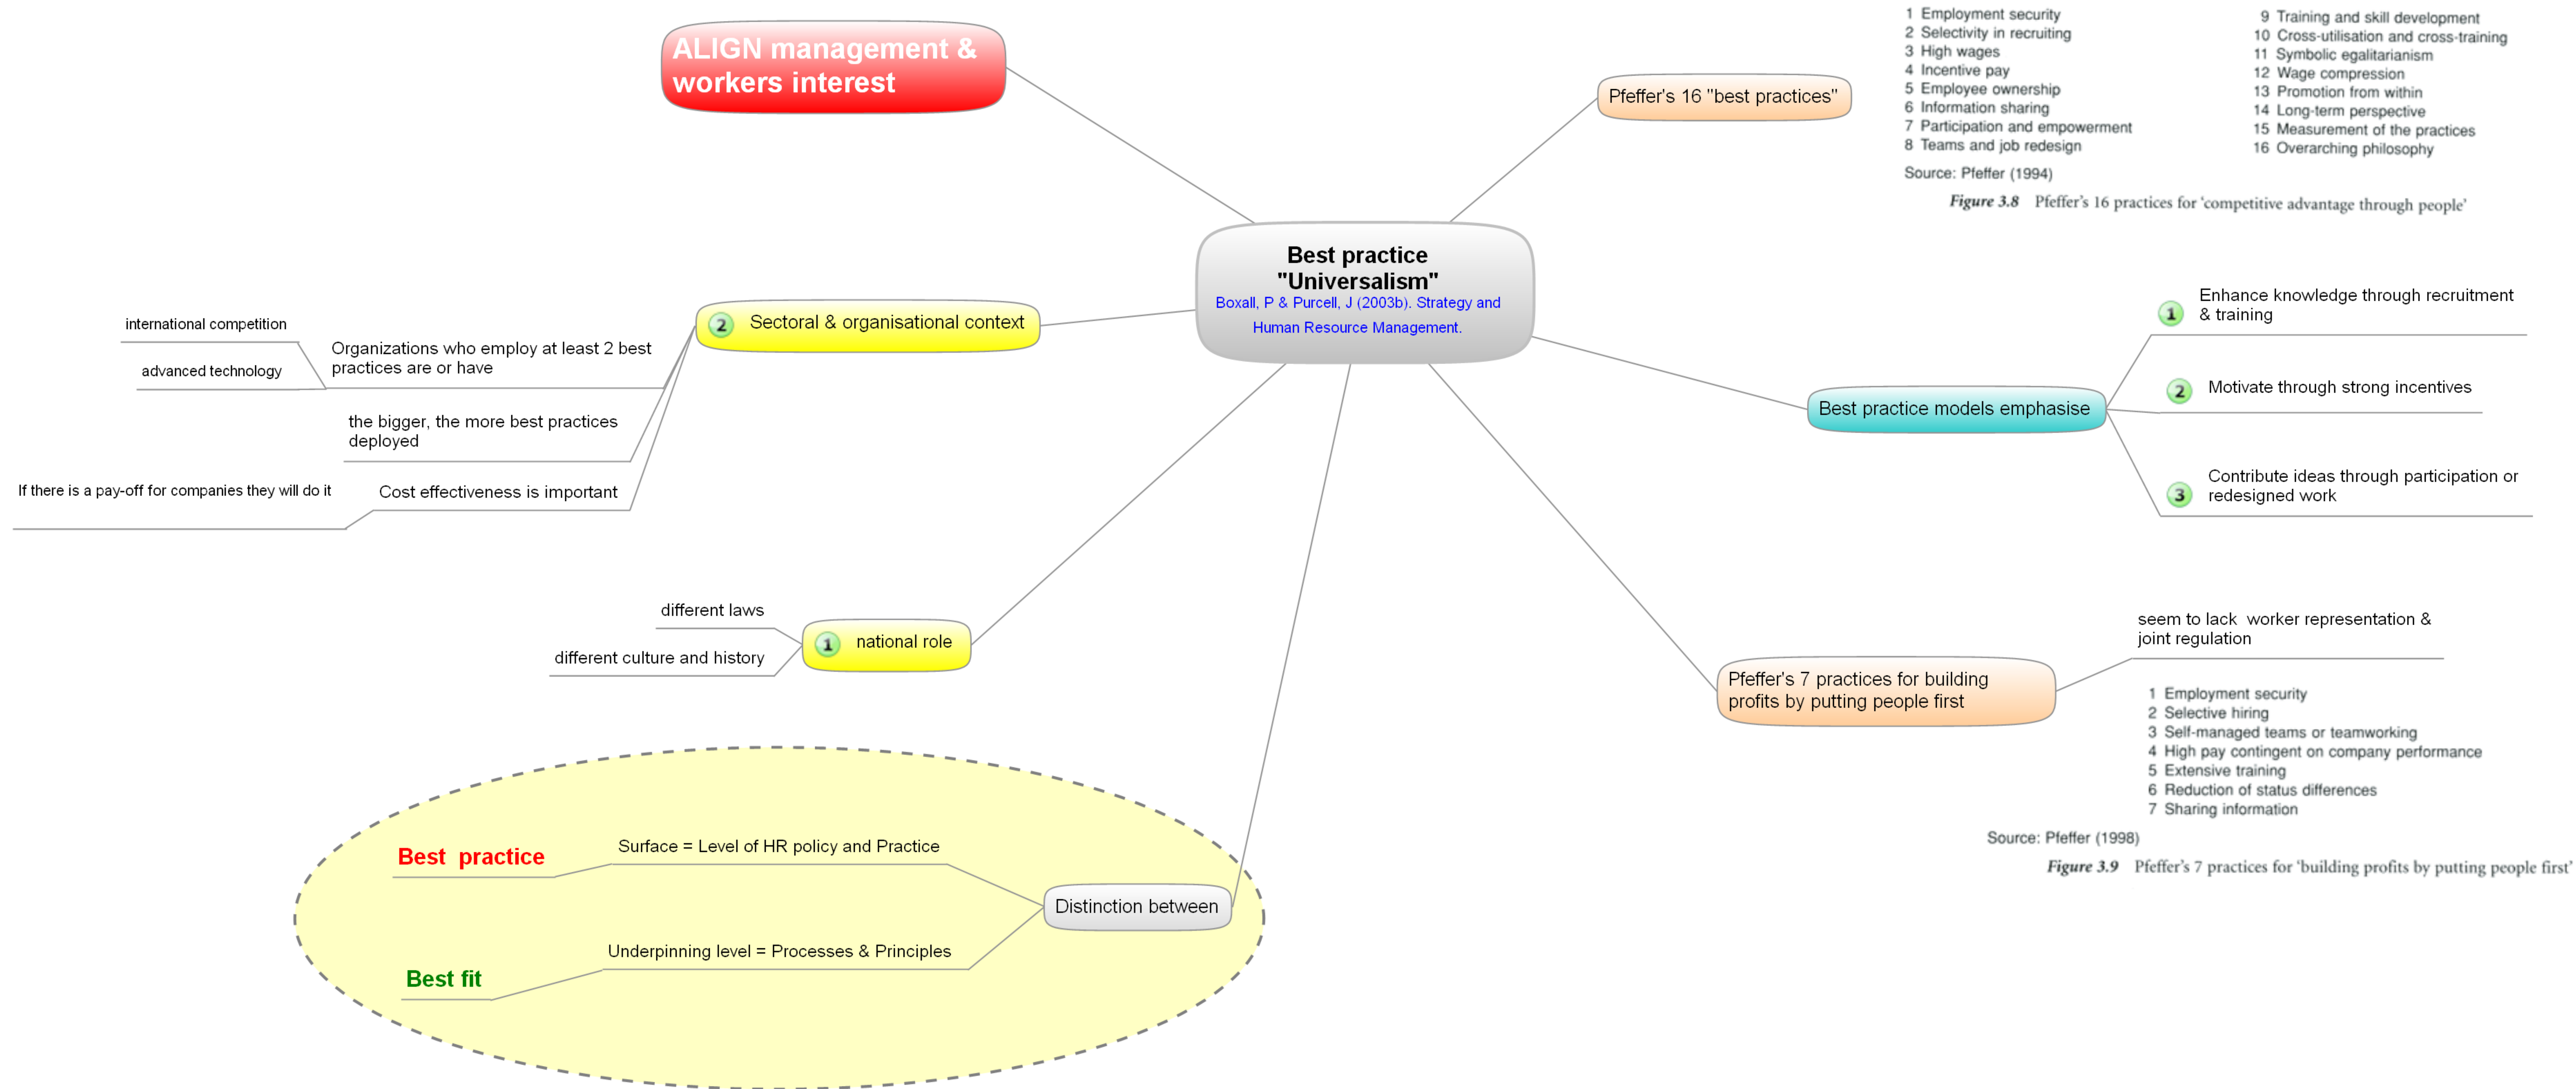 ALIGN management &
workers interest
Pfeffer's 16 "best practices"
1 Employment security
2 Selectivity in recruiting
3 High wages
4 Incentive pay
5 Employee ownership
6 Information sharing
7 Participation and empowerment
8 Teams and job redesign
9 Training and skill development
10 Cross-utilisation and cross-training
11 Symbolic egalitarianism
12 Wage compression
13 Promotion from within
14 Long-term perspective
15 Measurement of the practices
16 Overarching philosophy
Source: Pfeffer (1994)
Figure 3.8 Pfeffer's 16 practices for 'competitive advantage through people'
Best practice
"Universalism"
Boxall, P & Purcell, J (2003b). Strategy and
Human Resource Management.
2 Sectoral & organisational context
international competition
advanced technology
Organizations who employ at least 2 best
practices are or have
the bigger, the more best practices
deployed
If there is a pay-off for companies they will do it
Cost effectiveness is important
Best practice models emphasise
1 Enhance knowledge through recruitment
& training
2 Motivate through strong incentives
3 Contribute ideas through participation or
redesigned work
different laws
different culture and history
1 national role
Pfeffer's 7 practices for building
profits by putting people first
seem to lack worker representation &
joint regulation
1 Employment security
2 Selective hiring
3 Self-managed teams or teamworking
4 High pay contingent on company performance
5 Extensive training
6 Reduction of status differences
7 Sharing information
Source: Pfeffer (1998)
Figure 3.9 Pfeffer's 7 practices for 'building profits by putting people first'
Best practice
Surface = Level of HR policy and Practice
Distinction between
Underpinning level = Processes & Principles
Best fit